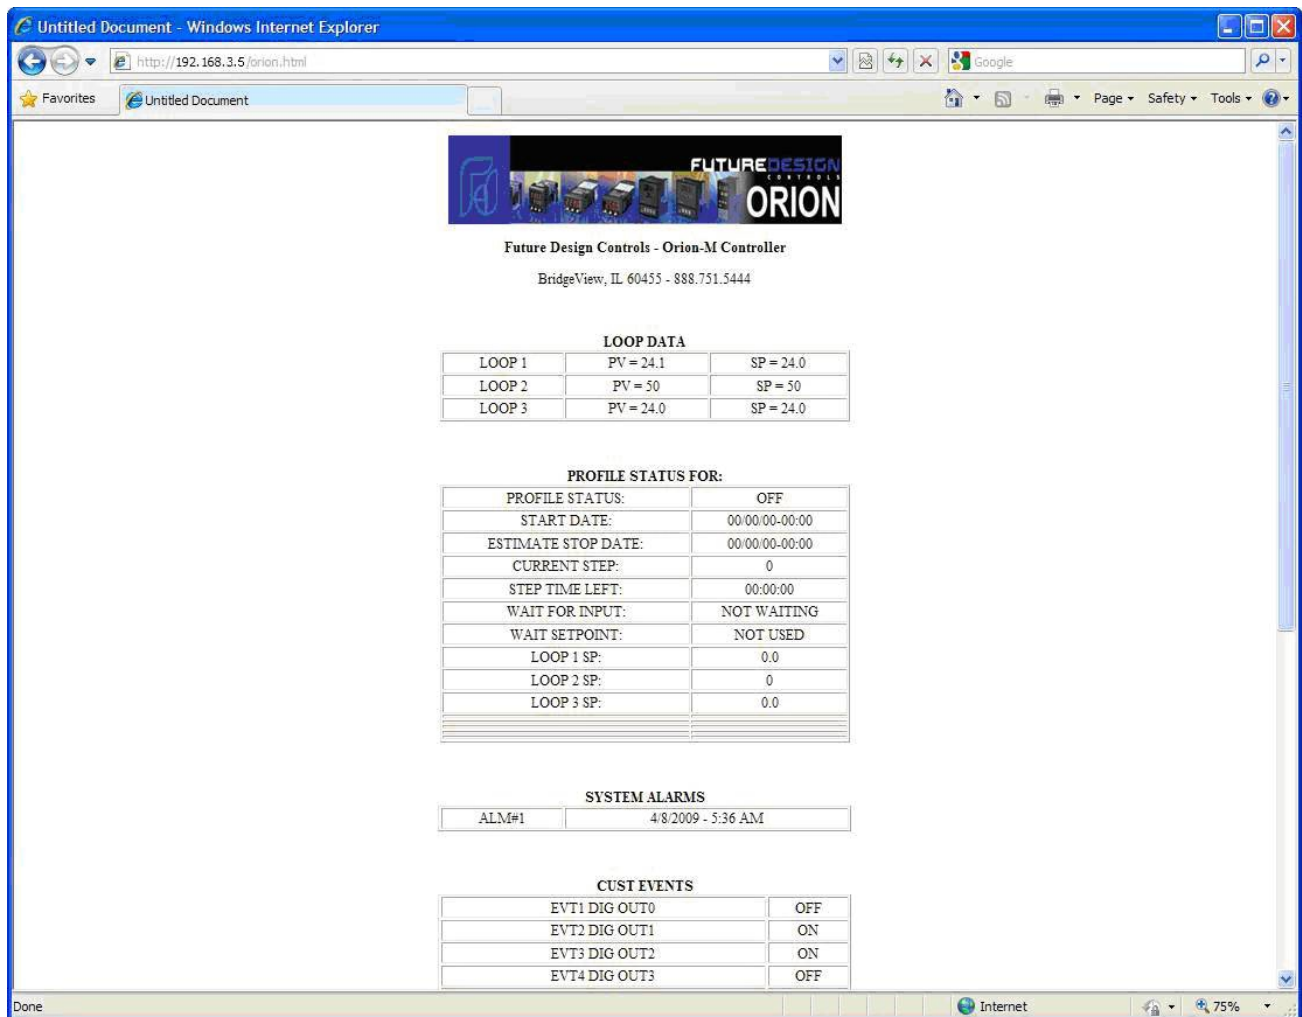 Untitled Document - Windows Internet Explorer
http://192.168.3.5/orion.html
Google
Favorites
Untitled Document
Page
Safety
Tools
FUTUREDESIGN
CONTROLS
ORION
Future Design Controls - Orion-M Controller
BridgeView, IL 60455 - 888.751.5444
LOOP DATA
LOOP 1 PV = 24.1 SP = 24.0
LOOP 2 PV = 50 SP = 50
LOOP 3 PV = 24.0 SP = 24.0
PROFILE STATUS FOR:
PROFILE STATUS: OFF
START DATE: 00/00/00-00:00
ESTIMATE STOP DATE: 00/00/00-00:00
CURRENT STEP: 0
STEP TIME LEFT: 00:00:00
WAIT FOR INPUT: NOT WAITING
WAIT SETPOINT: NOT USED
LOOP 1 SP: 0.0
LOOP 2 SP: 0
LOOP 3 SP: 0.0
SYSTEM ALARMS
ALM#1 4/8/2009 - 5:36 AM
CUST EVENTS
EVT1 DIG OUT0 OFF
EVT2 DIG OUT1 ON
EVT3 DIG OUT2 ON
EVT4 DIG OUT3 OFF
Done
Internet
75%